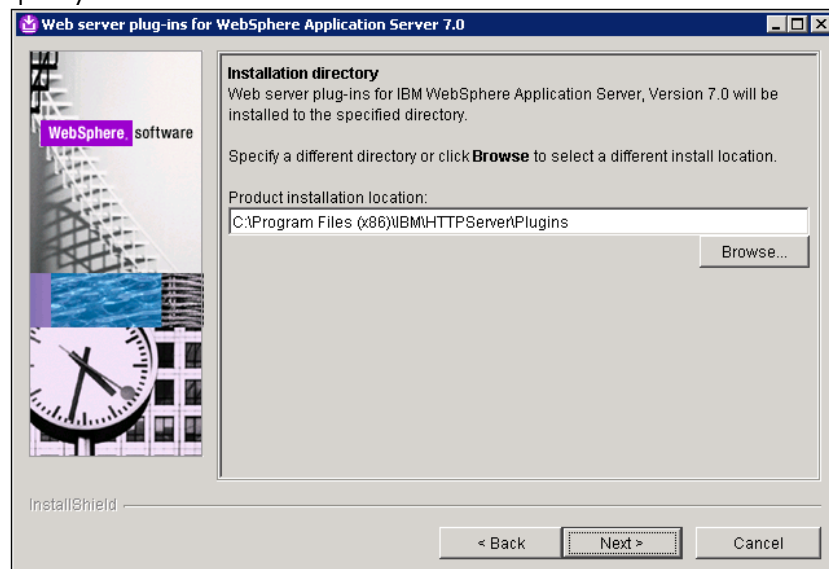 Web server plug-ins for WebSphere Application Server 7.0
WebSphere. software
Installation directory
Web server plug-ins for IBM WebSphere Application Server, Version 7.0 will be
installed to the specified directory.
Specify a different directory or click Browse to select a different install location.
Product installation location:
C:\Program Files (x86)\IBM\HTTPServer\Plugins
Browse...
InstallShield
< Back
Next >
Cancel